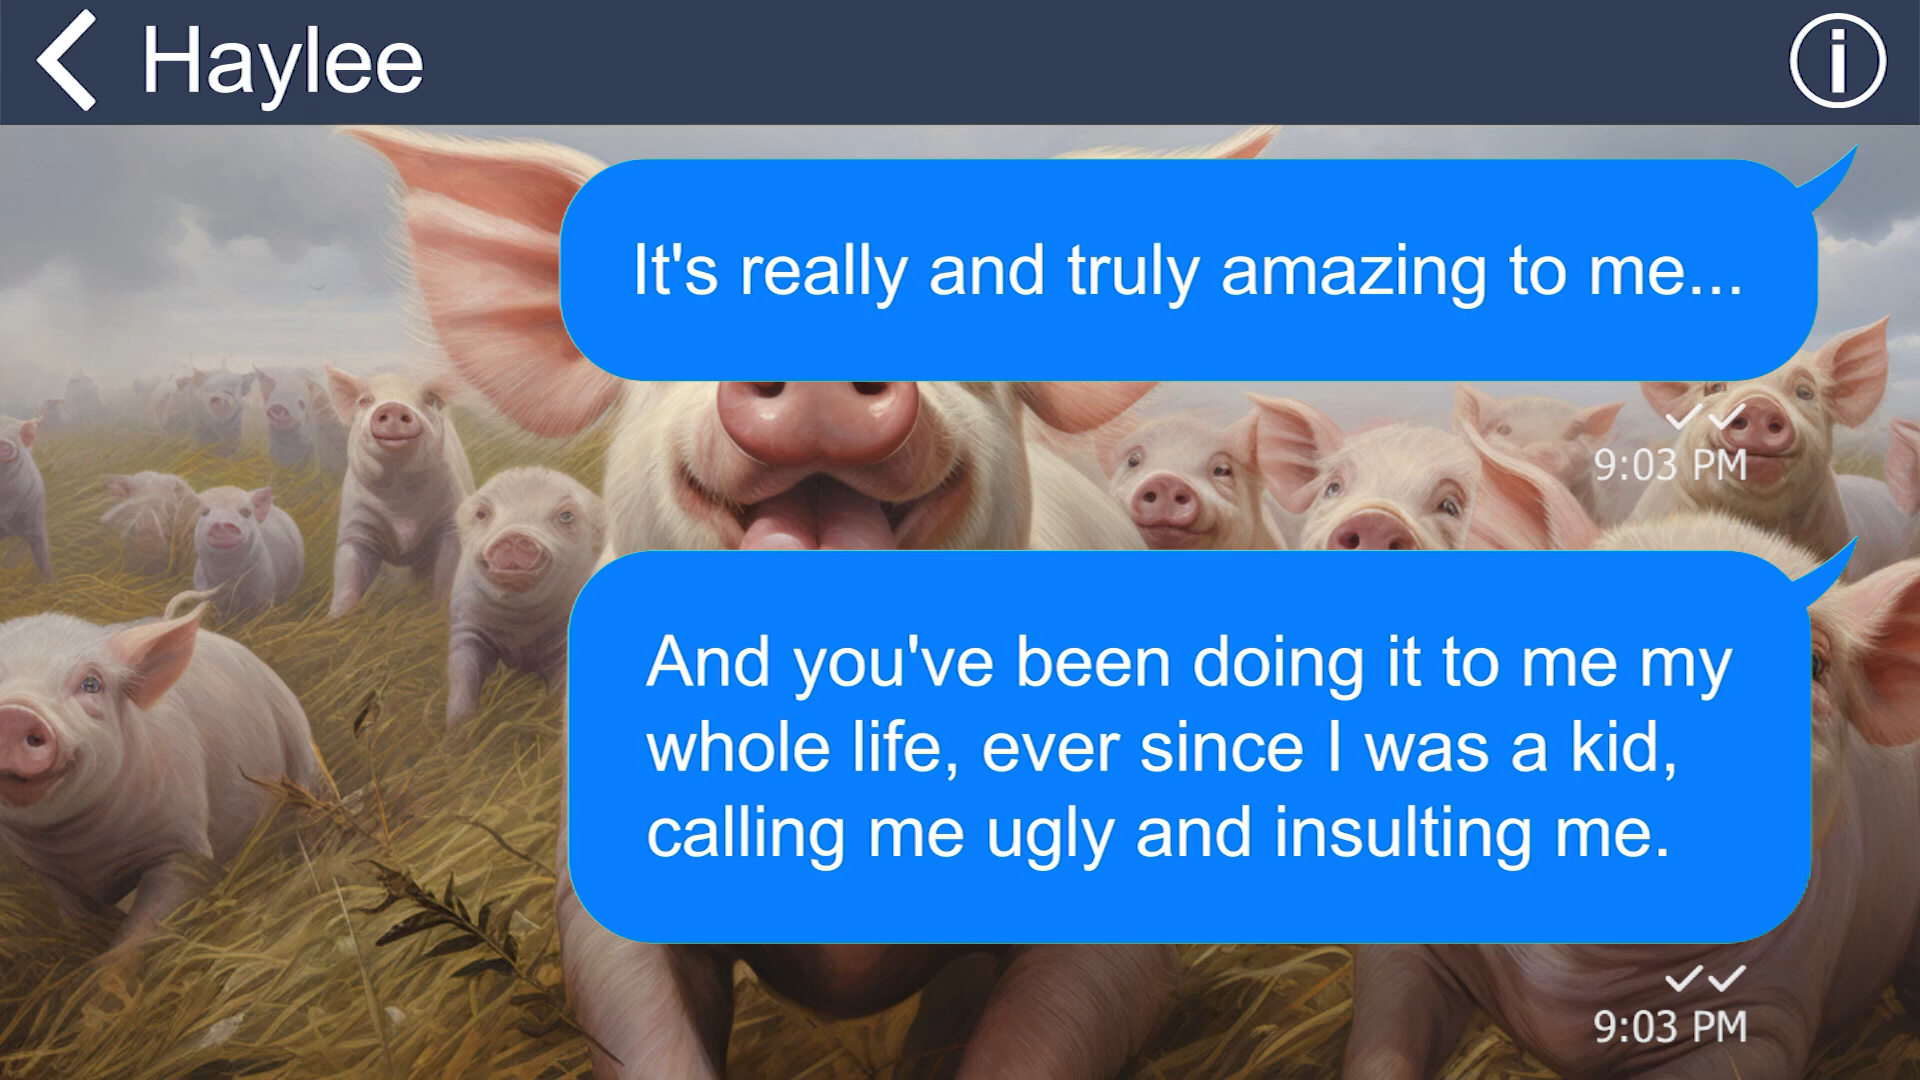 Haylee
It's really and truly amazing to me...
9:03 PM
And you've been doing it to me my
whole life, ever since I was a kid,
calling me ugly and insulting me.
9:03 PM